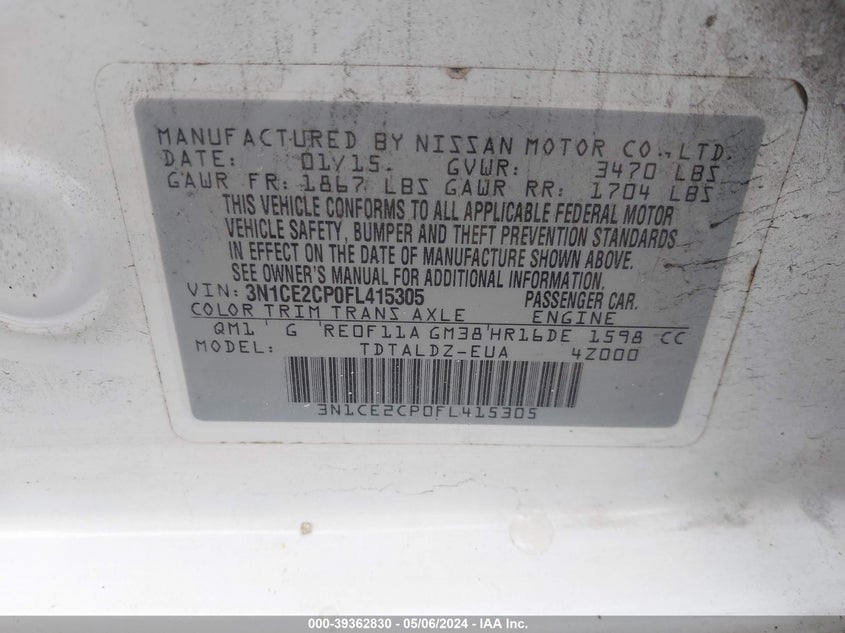 MANUFACTURED BY NISSAN MOTOR CO., LTD.
DATE: 01/15. GVWR: 3470 LBS
GAWR FR: 1867 LBS GAWR RR: 1704 LBS
THIS VEHICLE CONFORMS TO ALL APPLICABLE FEDERAL MOTOR
VEHICLE SAFETY, BUMPER AND THEFT PREVENTION STANDARDS
IN EFFECT ON THE DATE OF MANUFACTURE SHOWN ABOVE.
SEE OWNER'S MANUAL FOR ADDITIONAL INFORMATION.
VIN: 3N1CE2CP0FL415305 PASSENGER CAR.
COLOR TRIM TRANS AXLE ENGINE
QM1 G RE0F11A GM38 HR16DE 1598 CC
MODEL: TDTALDZ-EUA 4Z000
3N1CE2CP0FL415305
000-39362830 - 05/06/2024 - IAA Inc.